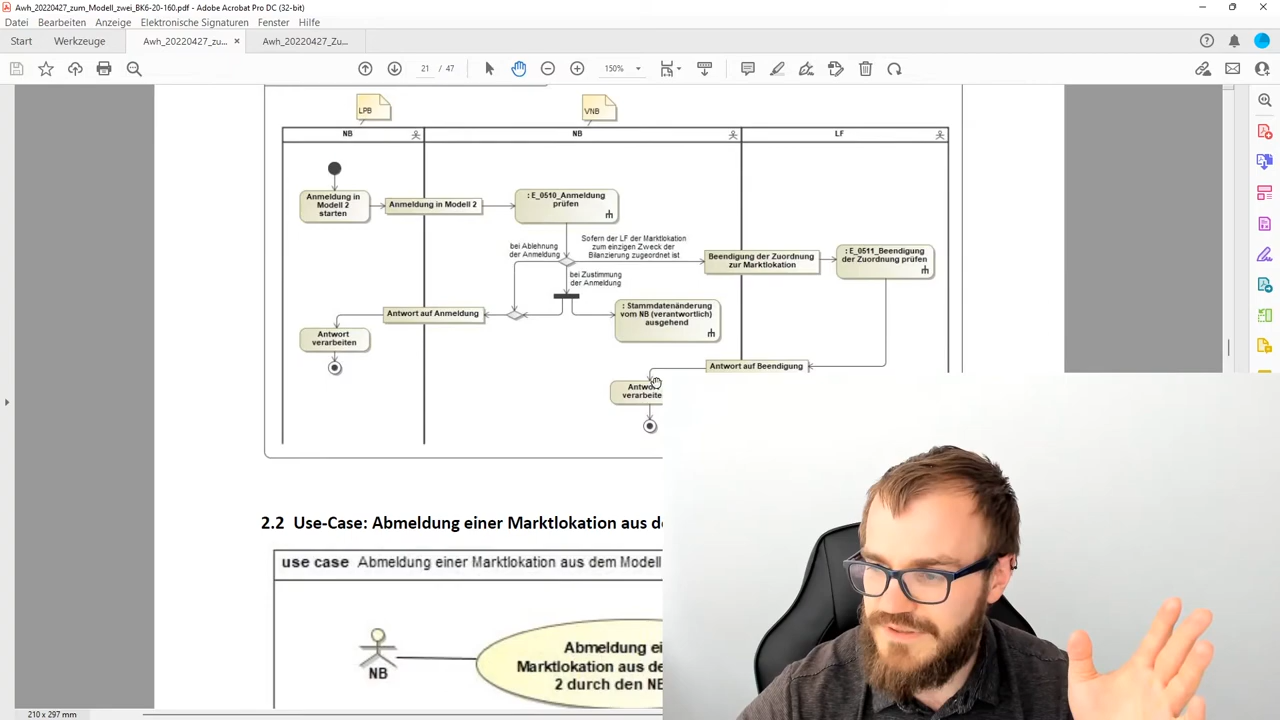 Awh_20220427_zum_Modell_zwei_BK6-20-160.pdf - Adobe Acrobat Pro DC (32-bit)
Datei Bearbeiten Anzeige Elektronische Signaturen Fenster Hilfe
Start Werkzeuge Awh_20220427_zu... × Awh_20220427_Zu...
21 / 47 150%
LPB VNB
NB NB LF
Anmeldung in
Modell 2
starten
Anmeldung in Modell 2
: E_0510_Anmeldung
prüfen
bei Ablehnung
der Anmeldung
Sofern der LF der Marktlokation
zum einzigen Zweck der
Bilanzierung zugeordnet ist
Beendigung der Zuordnung
zur Marktlokation
: E_0511_Beendigung
der Zuordnung prüfen
bei Zustimmung
der Anmeldung
Antwort auf Anmeldung
: Stammdatenänderung
vom NB (verantwortlich)
ausgehend
Antwort
verarbeiten
Antwort auf Beendigung
verarbeite
2.2 Use-Case: Abmeldung einer Marktlokation aus
use case Abmeldung einer Marktlokation aus dem Modell
NB
Abmeldung
Marktlokation aus
2 durch den NB
210 x 297 mm